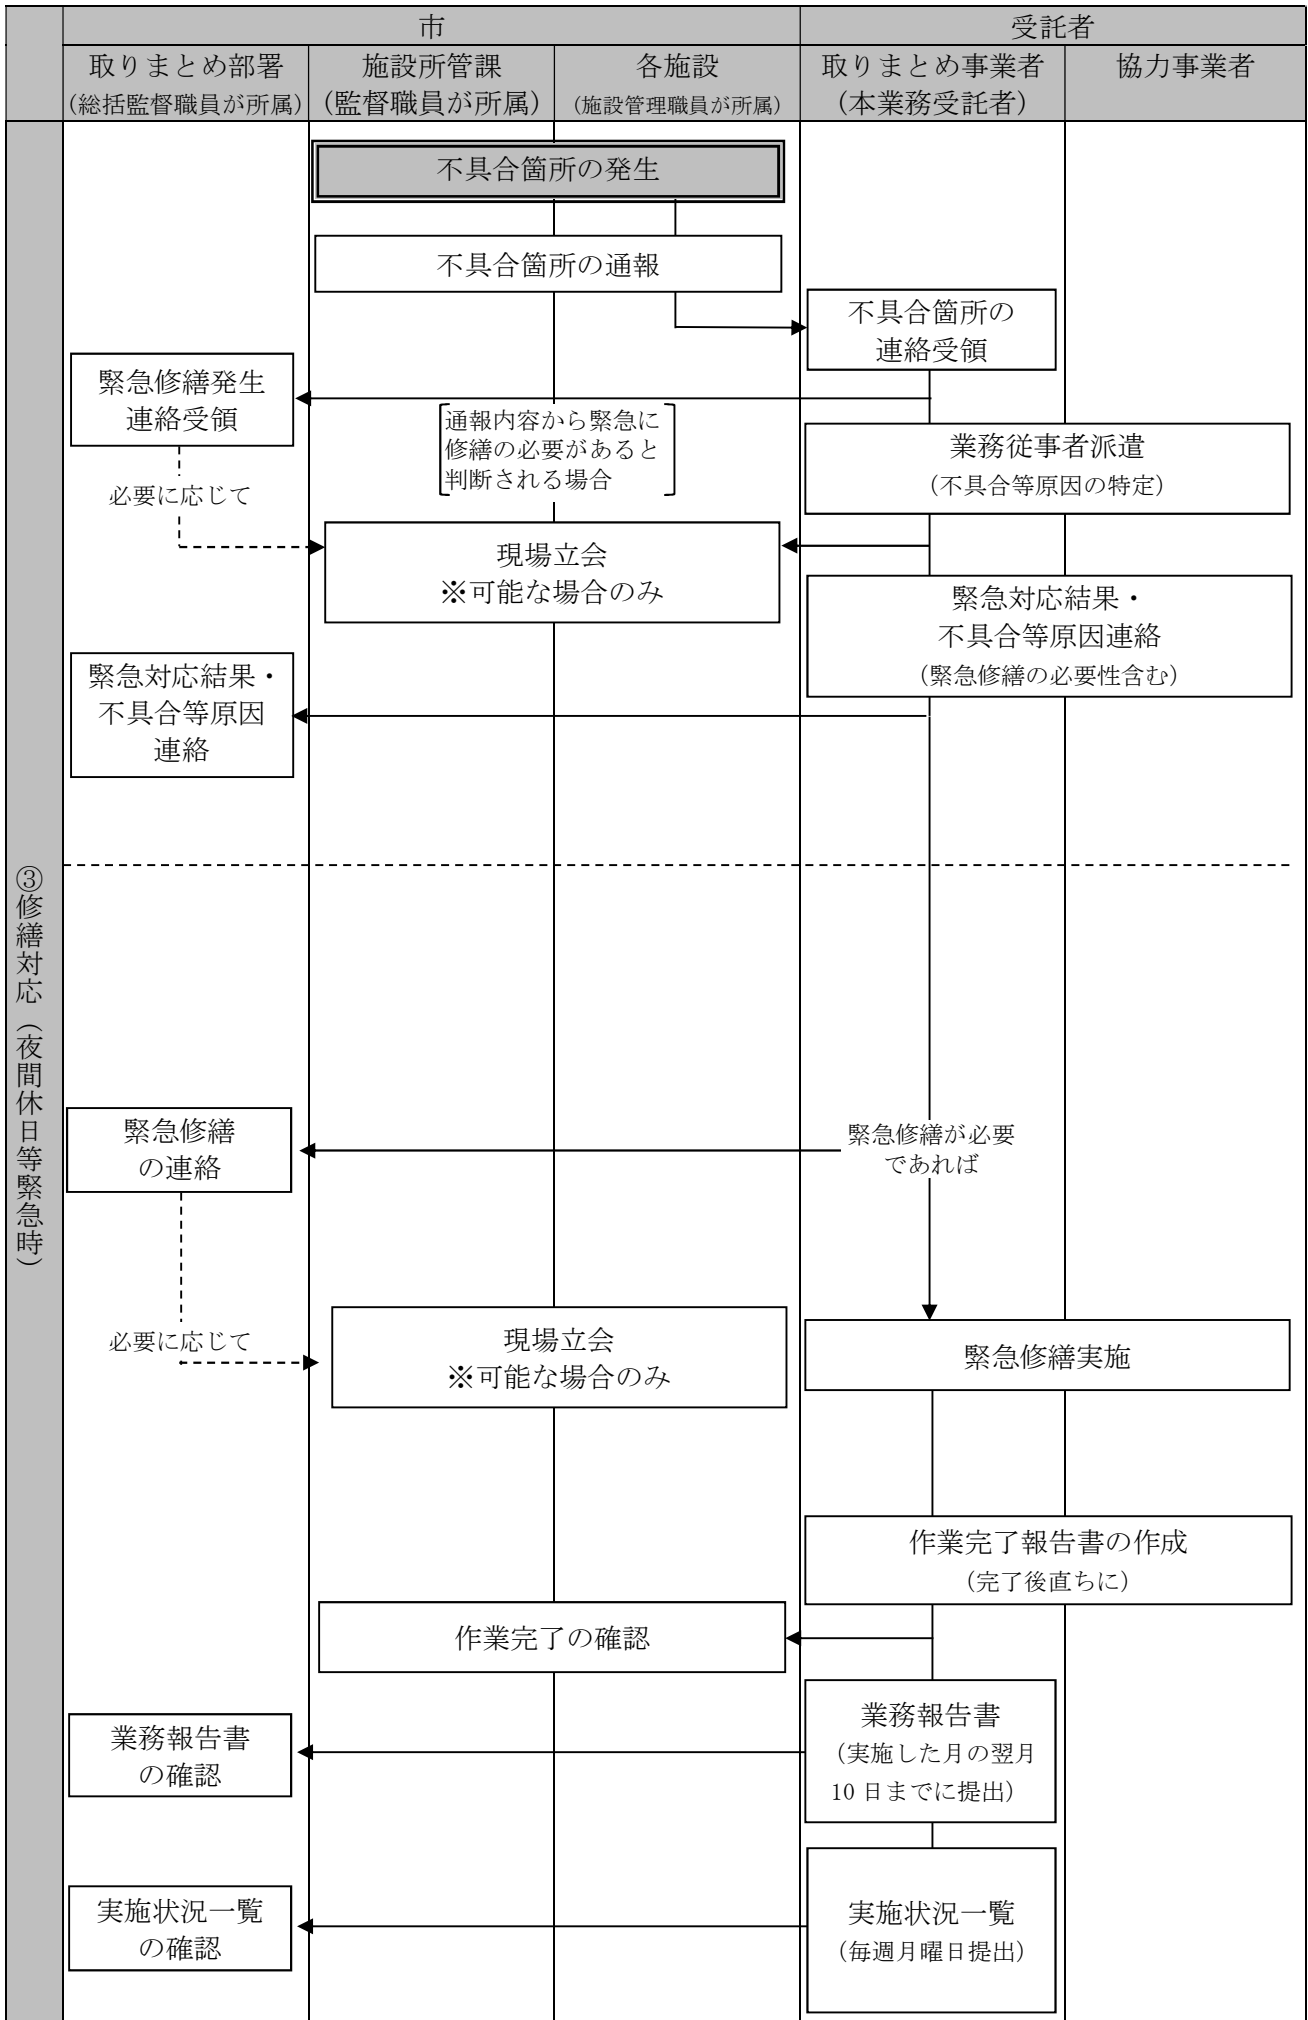 市
受託者
取りまとめ部署
(総括監督職員が所属)
施設所管課
(監督職員が所属)
各施設
(施設管理職員が所属)
取りまとめ事業者
(本業務受託者)
協力事業者
③修繕対応（夜間休日等緊急時）
不具合箇所の発生
不具合箇所の通報
不具合箇所の
連絡受領
緊急修繕発生
連絡受領
通報内容から緊急に
修繕の必要があると
判断される場合
業務従事者派遣
（不具合等原因の特定）
必要に応じて
現場立会
※可能な場合のみ
緊急対応結果・
不具合等原因連絡
（緊急修繕の必要性含む）
緊急対応結果・
不具合等原因
連絡
緊急修繕
の連絡
緊急修繕が必要
であれば
必要に応じて
現場立会
※可能な場合のみ
緊急修繕実施
作業完了報告書の作成
（完了後直ちに）
作業完了の確認
業務報告書
（実施した月の翌月
10 日までに提出）
業務報告書
の確認
実施状況一覧
（毎週月曜日提出）
実施状況一覧
の確認